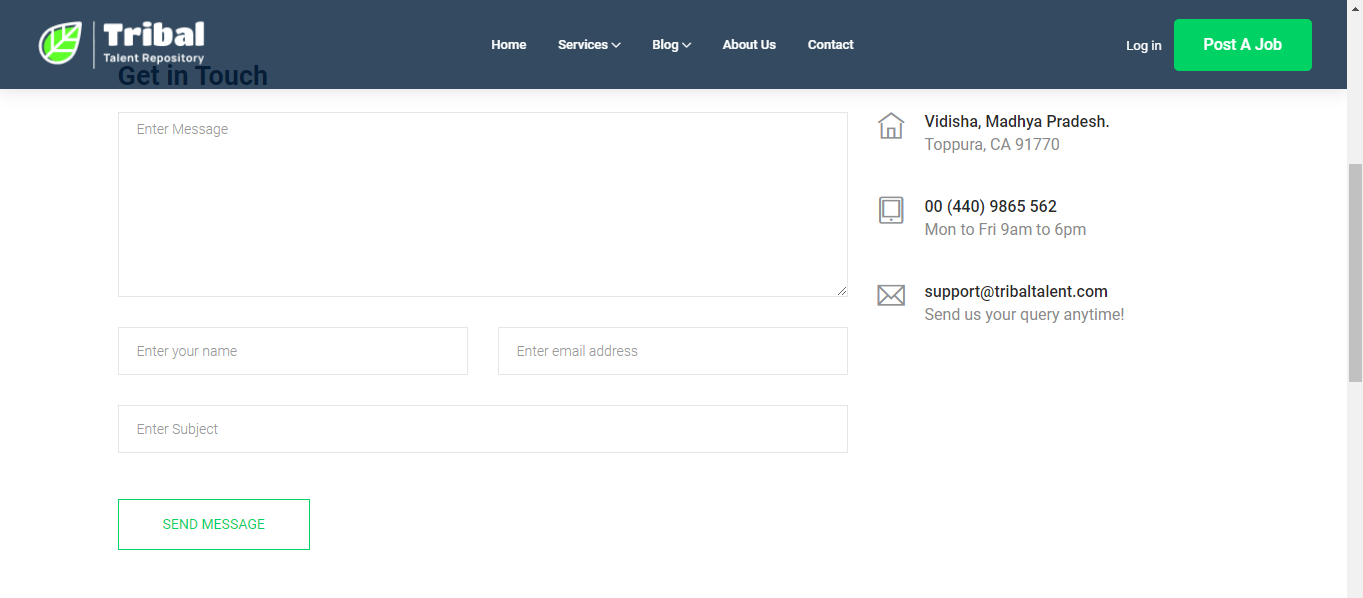 Tribal
Talent Repository
Home
Services
Blog
About Us
Contact
Log in
Post A Job
Get in Touch
Enter Message
Enter your name
Enter email address
Enter Subject
SEND MESSAGE
Vidisha, Madhya Pradesh.
Toppura, CA 91770
00 (440) 9865 562
Mon to Fri 9am to 6pm
support@tribaltalent.com
Send us your query anytime!